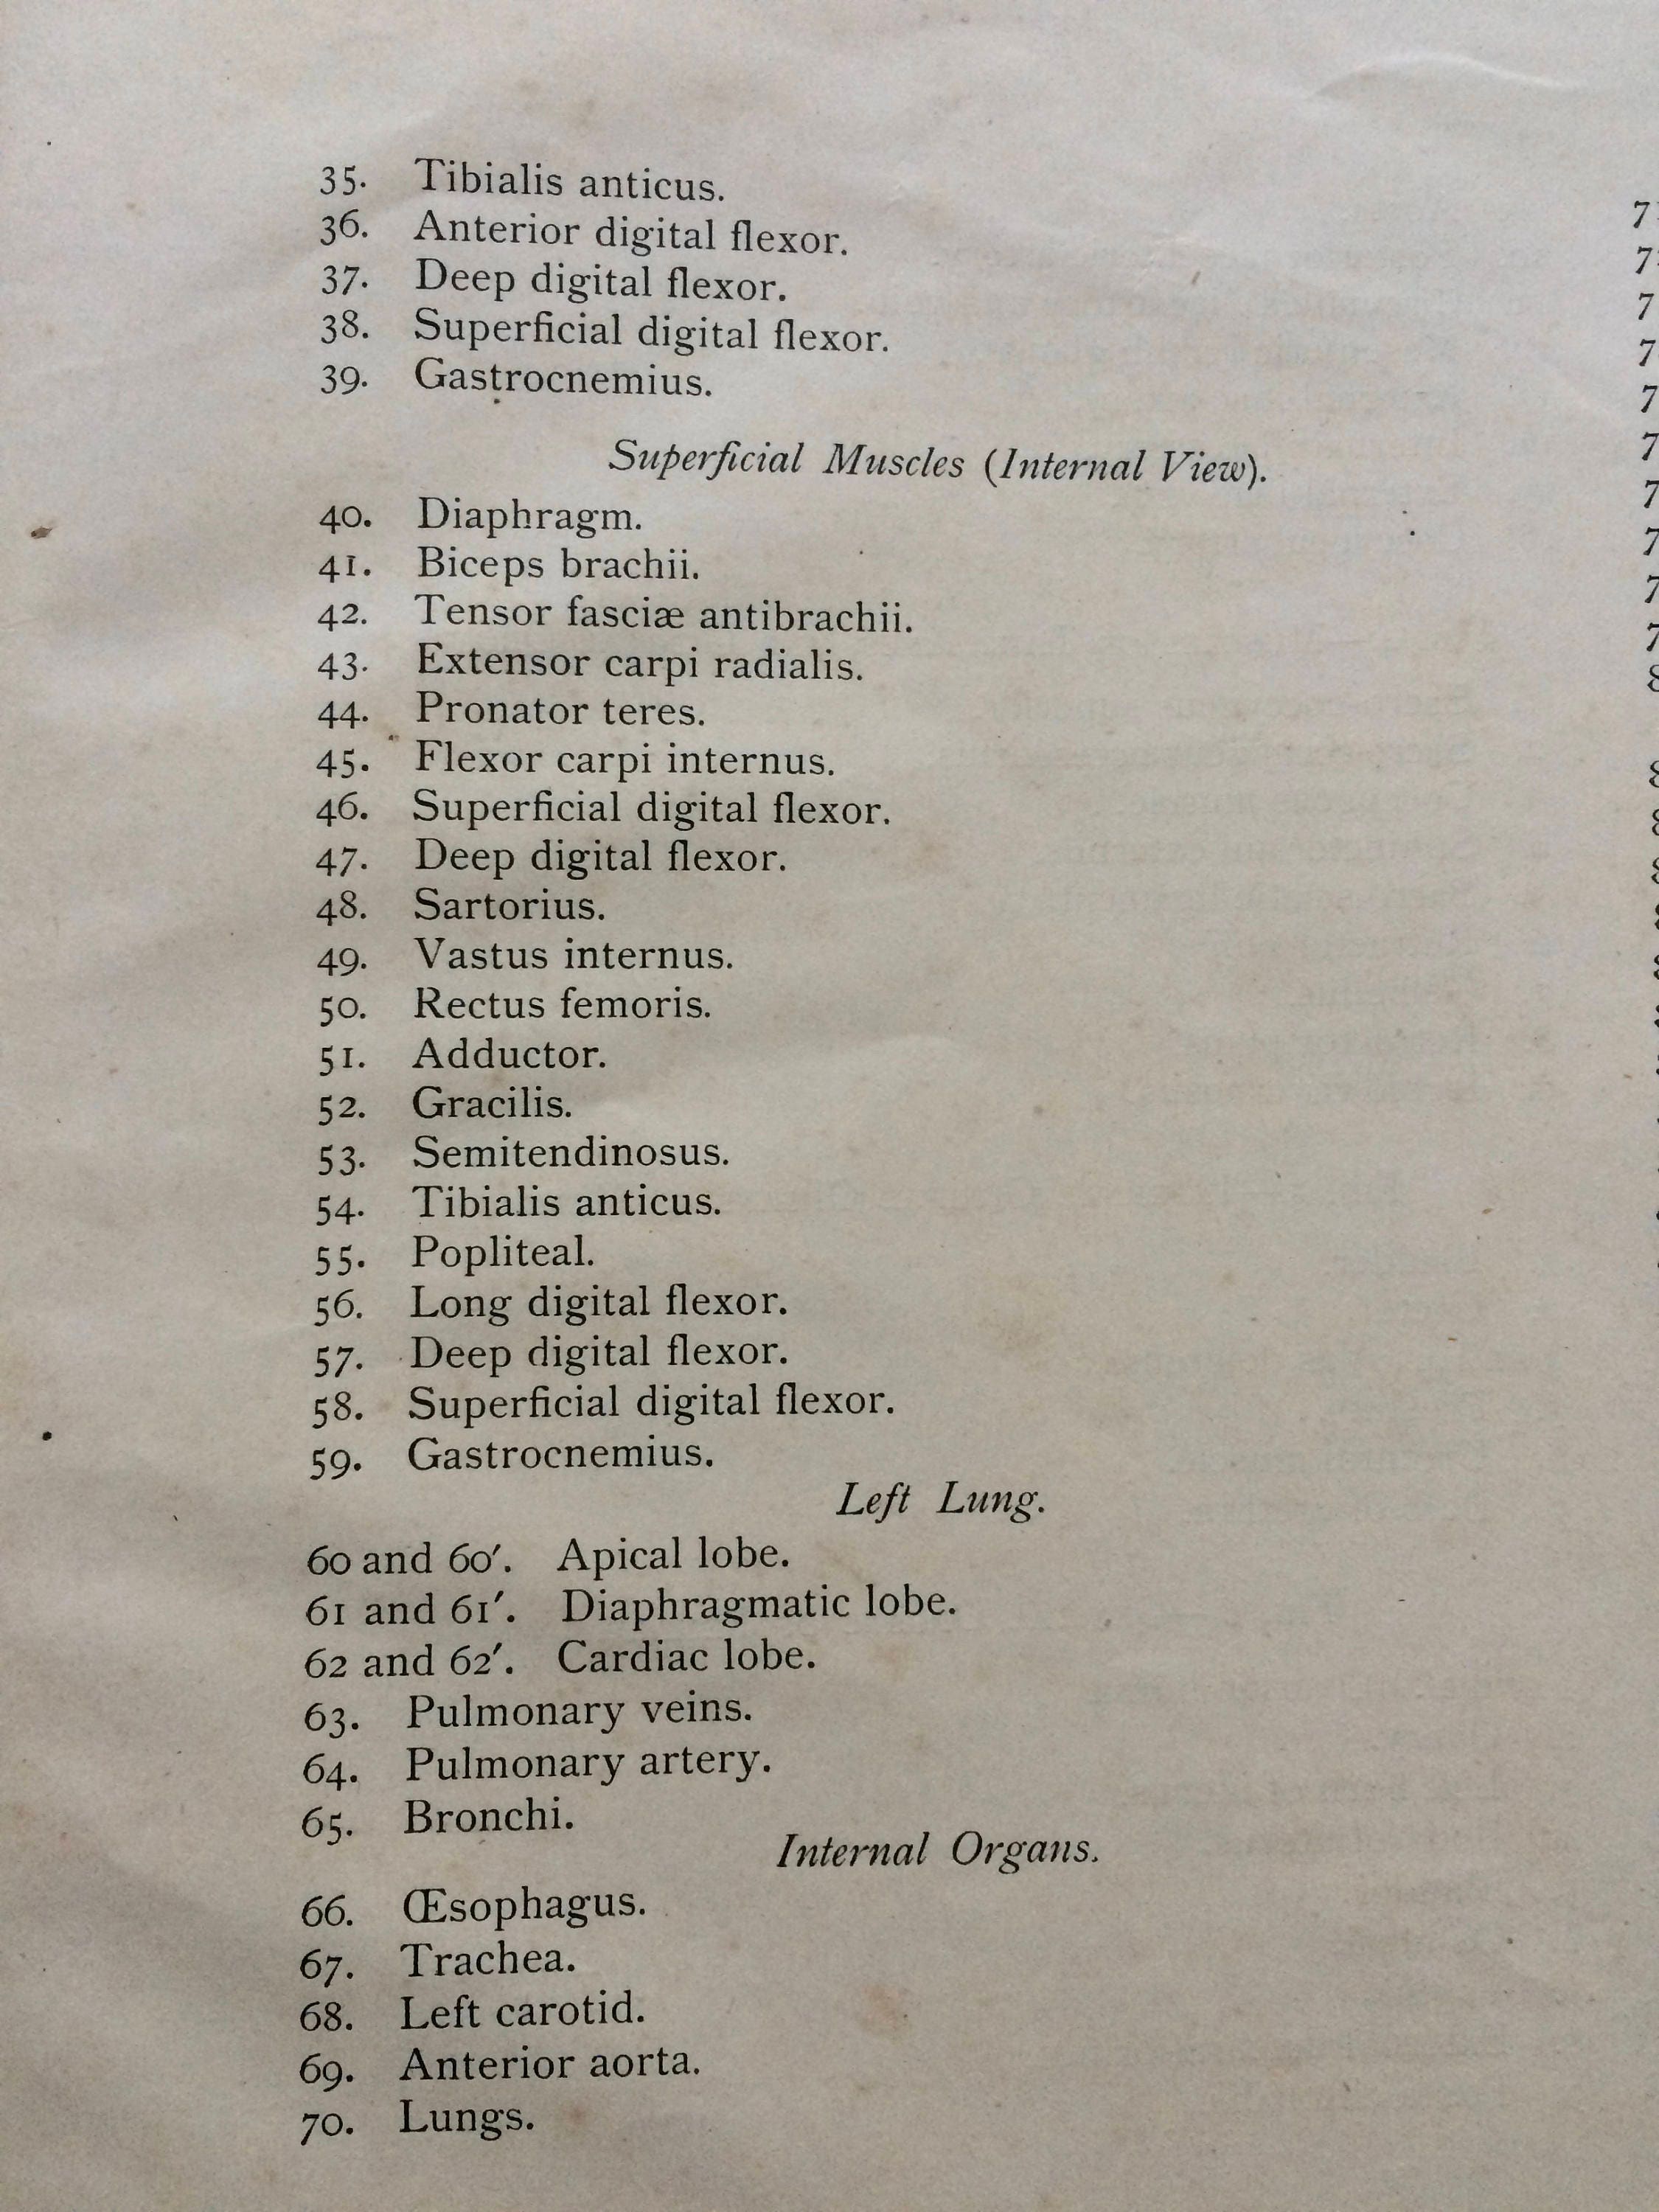 35. Tibialis anticus.
36. Anterior digital flexor.
37. Deep digital flexor.
38. Superficial digital flexor.
39. Gastrocnemius.
Superficial Muscles (Internal View).
40. Diaphragm.
41. Biceps brachii.
42. Tensor fasciæ antibrachii.
43. Extensor carpi radialis.
44. Pronator teres.
45. Flexor carpi internus.
46. Superficial digital flexor.
47. Deep digital flexor.
48. Sartorius.
49. Vastus internus.
50. Rectus femoris.
51. Adductor.
52. Gracilis.
53. Semitendinosus.
54. Tibialis anticus.
55. Popliteal.
56. Long digital flexor.
57. Deep digital flexor.
58. Superficial digital flexor.
59. Gastrocnemius.
Left Lung.
60 and 60′. Apical lobe.
61 and 61′. Diaphragmatic lobe.
62 and 62′. Cardiac lobe.
63. Pulmonary veins.
64. Pulmonary artery.
65. Bronchi.
Internal Organs.
66. Œsophagus.
67. Trachea.
68. Left carotid.
69. Anterior aorta.
70. Lungs.